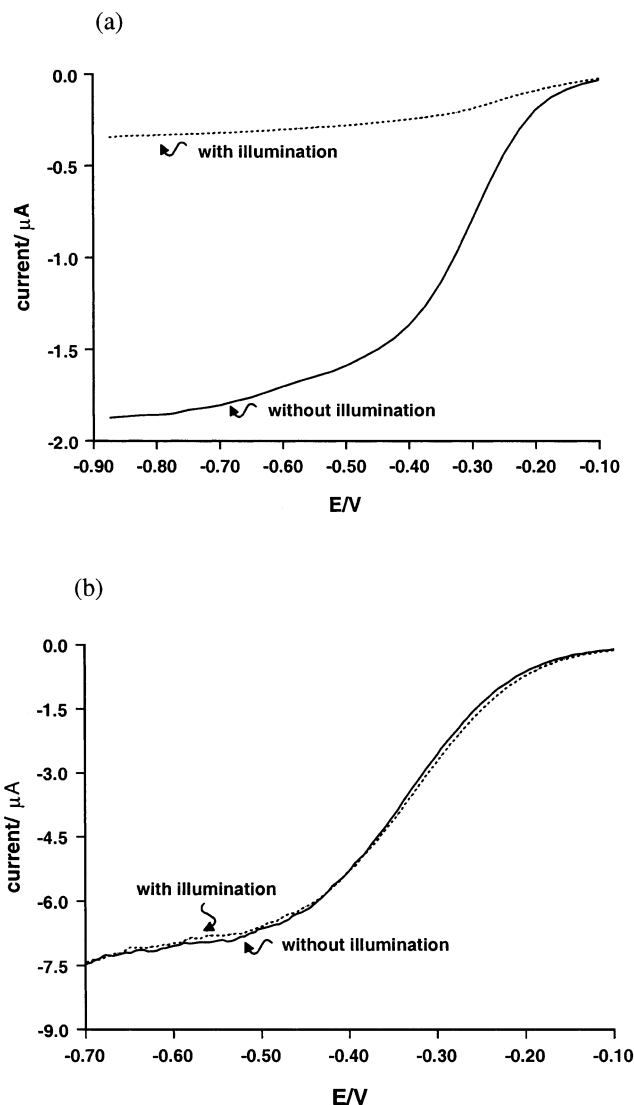 (a)
0.0
-0.5
-1.0
-1.5
-2.0
current/ μA
with illumination
without illumination
-0.90 -0.80 -0.70 -0.60 -0.50 -0.40 -0.30 -0.20 -0.10
E/V
(b)
0.0
-1.5
-3.0
-4.5
-6.0
-7.5
-9.0
current/ μA
with illumination
without illumination
-0.70 -0.60 -0.50 -0.40 -0.30 -0.20 -0.10
E/V